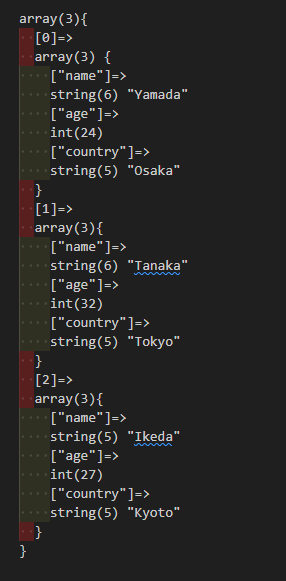 array(3){
  [0]=>
  array(3) {
    ["name"]=>
    string(6) "Yamada"
    ["age"]=>
    int(24)
    ["country"]=>
    string(5) "Osaka"
  }
  [1]=>
  array(3){
    ["name"]=>
    string(6) "Tanaka"
    ["age"]=>
    int(32)
    ["country"]=>
    string(5) "Tokyo"
  }
  [2]=>
  array(3){
    ["name"]=>
    string(5) "Ikeda"
    ["age"]=>
    int(27)
    ["country"]=>
    string(5) "Kyoto"
  }
}